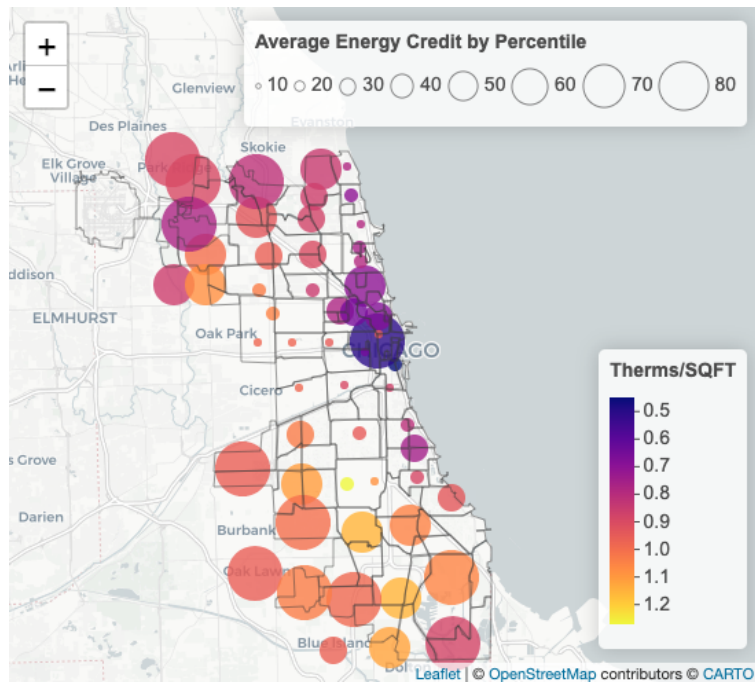 +
−
Average Energy Credit by Percentile
10 20 30 40 50 60 70 80
Glenview
Evanston
Des Plaines
Skokie
Elk Grove
Village
Park Ridge
ELMHURST
Oak Park
CHICAGO
Cicero
Therms/SQFT
0.5
0.6
0.7
0.8
0.9
1.0
1.1
1.2
s Grove
Darien
Burbank
Oak Lawn
Blue Island
Leaflet | © OpenStreetMap contributors © CARTO